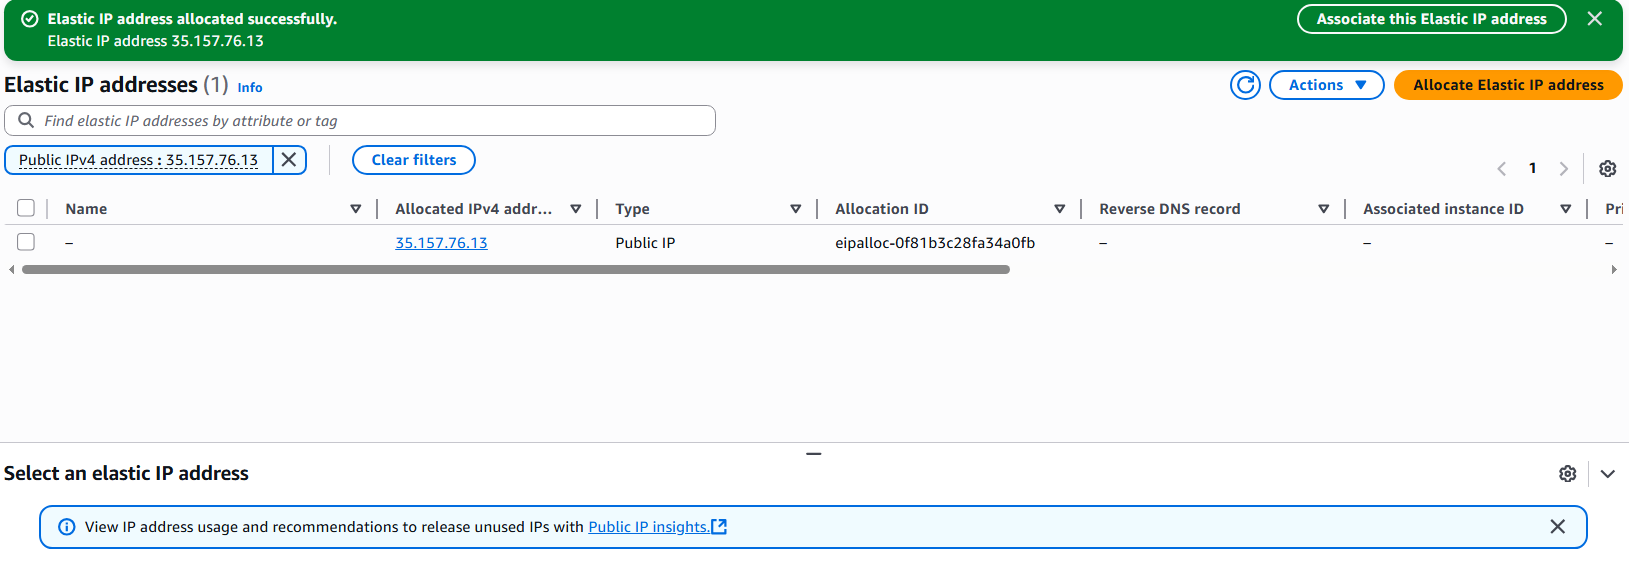 Elastic IP address allocated successfully.
Elastic IP address 35.157.76.13
Associate this Elastic IP address
Elastic IP addresses (1) Info
Actions
Allocate Elastic IP address
Find elastic IP addresses by attribute or tag
Public IPv4 address : 35.157.76.13
Clear filters
1
Name Allocated IPv4 addr... Type Allocation ID Reverse DNS record Associated instance ID Pri
– 35.157.76.13 Public IP eipalloc-0f81b3c28fa34a0fb – – –
Select an elastic IP address
View IP address usage and recommendations to release unused IPs with Public IP insights.